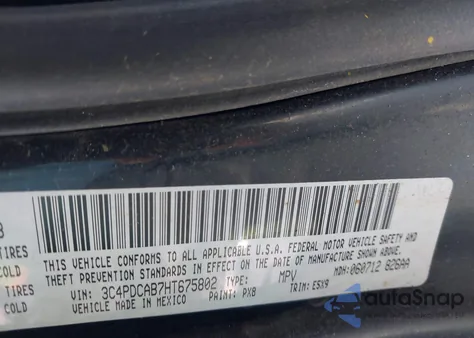 B
TIRES
COLD
TIRES
COLD
THIS VEHICLE CONFORMS TO ALL APPLICABLE U.S.A. FEDERAL MOTOR VEHICLE SAFETY AND
THEFT PREVENTION STANDARDS IN EFFECT ON THE DATE OF MANUFACTURE SHOWN ABOVE.
VIN: 3C4PDCAB7HT675802 TYPE: MPV MDH: 060712 826AA
VEHICLE MADE IN MEXICO PAINT: PX8 TRIM: E5X9
autoSnap